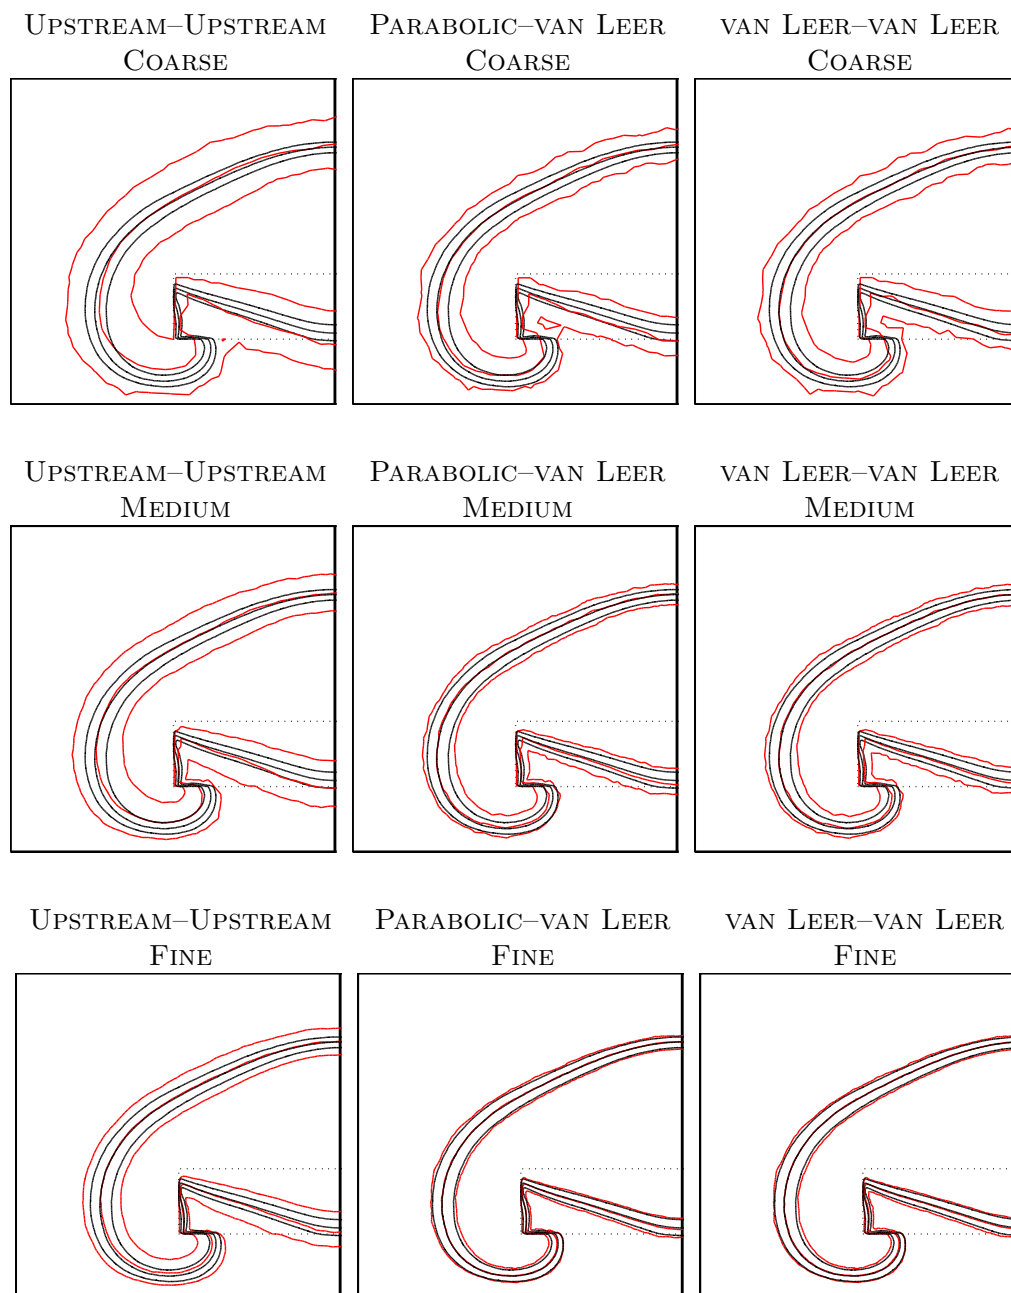 UPSTREAM–UPSTREAM
COARSE
PARABOLIC–VAN LEER
COARSE
VAN LEER–VAN LEER
COARSE
UPSTREAM–UPSTREAM
MEDIUM
PARABOLIC–VAN LEER
MEDIUM
VAN LEER–VAN LEER
MEDIUM
UPSTREAM–UPSTREAM
FINE
PARABOLIC–VAN LEER
FINE
VAN LEER–VAN LEER
FINE